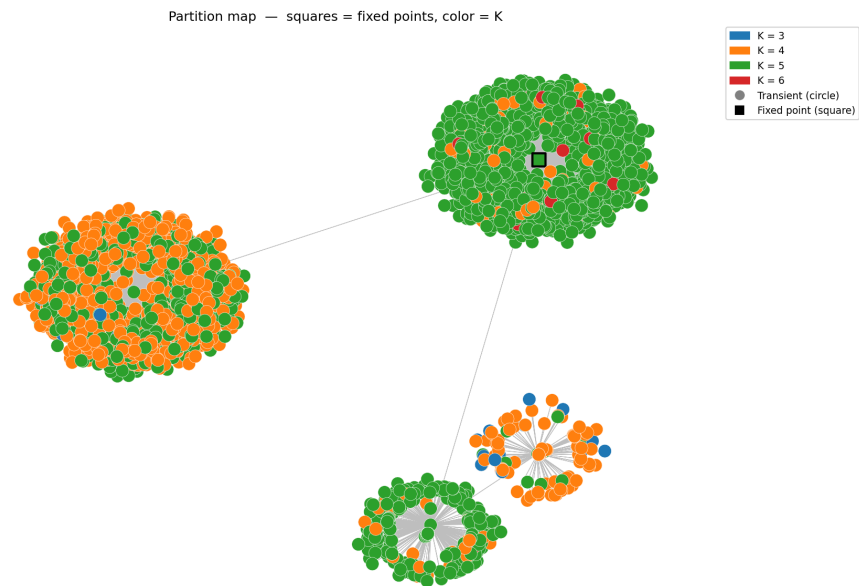 Partition map — squares = fixed points, color = K
K = 3
K = 4
K = 5
K = 6
Transient (circle)
Fixed point (square)